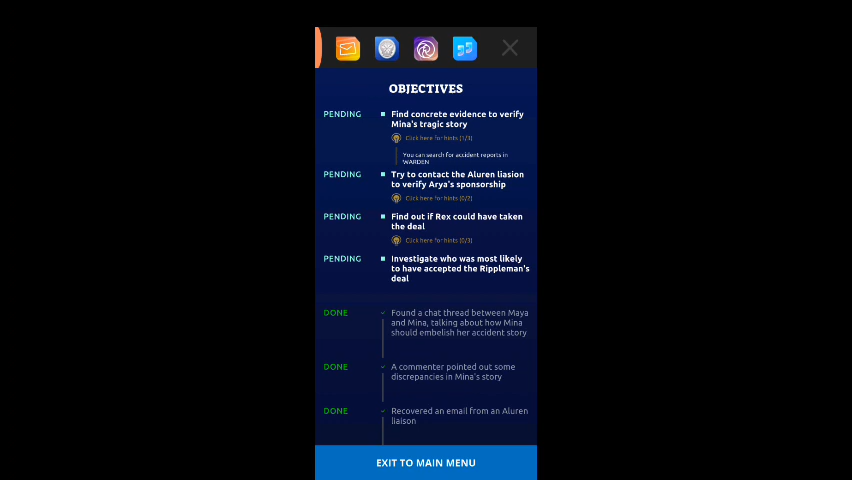 OBJECTIVES
PENDING
Find concrete evidence to verify
Mina's tragic story
Click here for hints (1/3)
You can search for accident reports in
WARDEN
PENDING
Try to contact the Aluren liasion
to verify Arya's sponsorship
Click here for hints (0/2)
PENDING
Find out if Rex could have taken
the deal
Click here for hints (0/3)
PENDING
Investigate who was most likely
to have accepted the Rippleman's
deal
DONE
Found a chat thread between Maya
and Mina, talking about how Mina
should embelish her accident story
DONE
A commenter pointed out some
discrepancies in Mina's story
DONE
Recovered an email from an Aluren
liaison
EXIT TO MAIN MENU